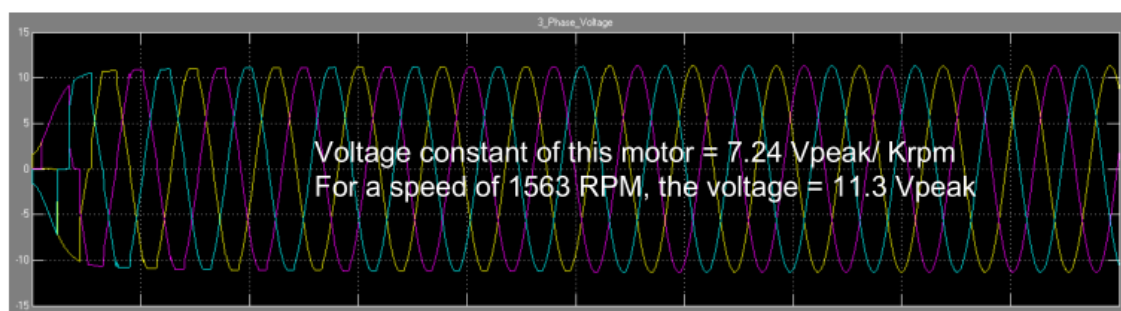 3_Phase_Voltage
15
10
5
0
-5
-10
-15
Voltage constant of this motor = 7.24 Vpeak/ Krpm
For a speed of 1563 RPM, the voltage = 11.3 Vpeak